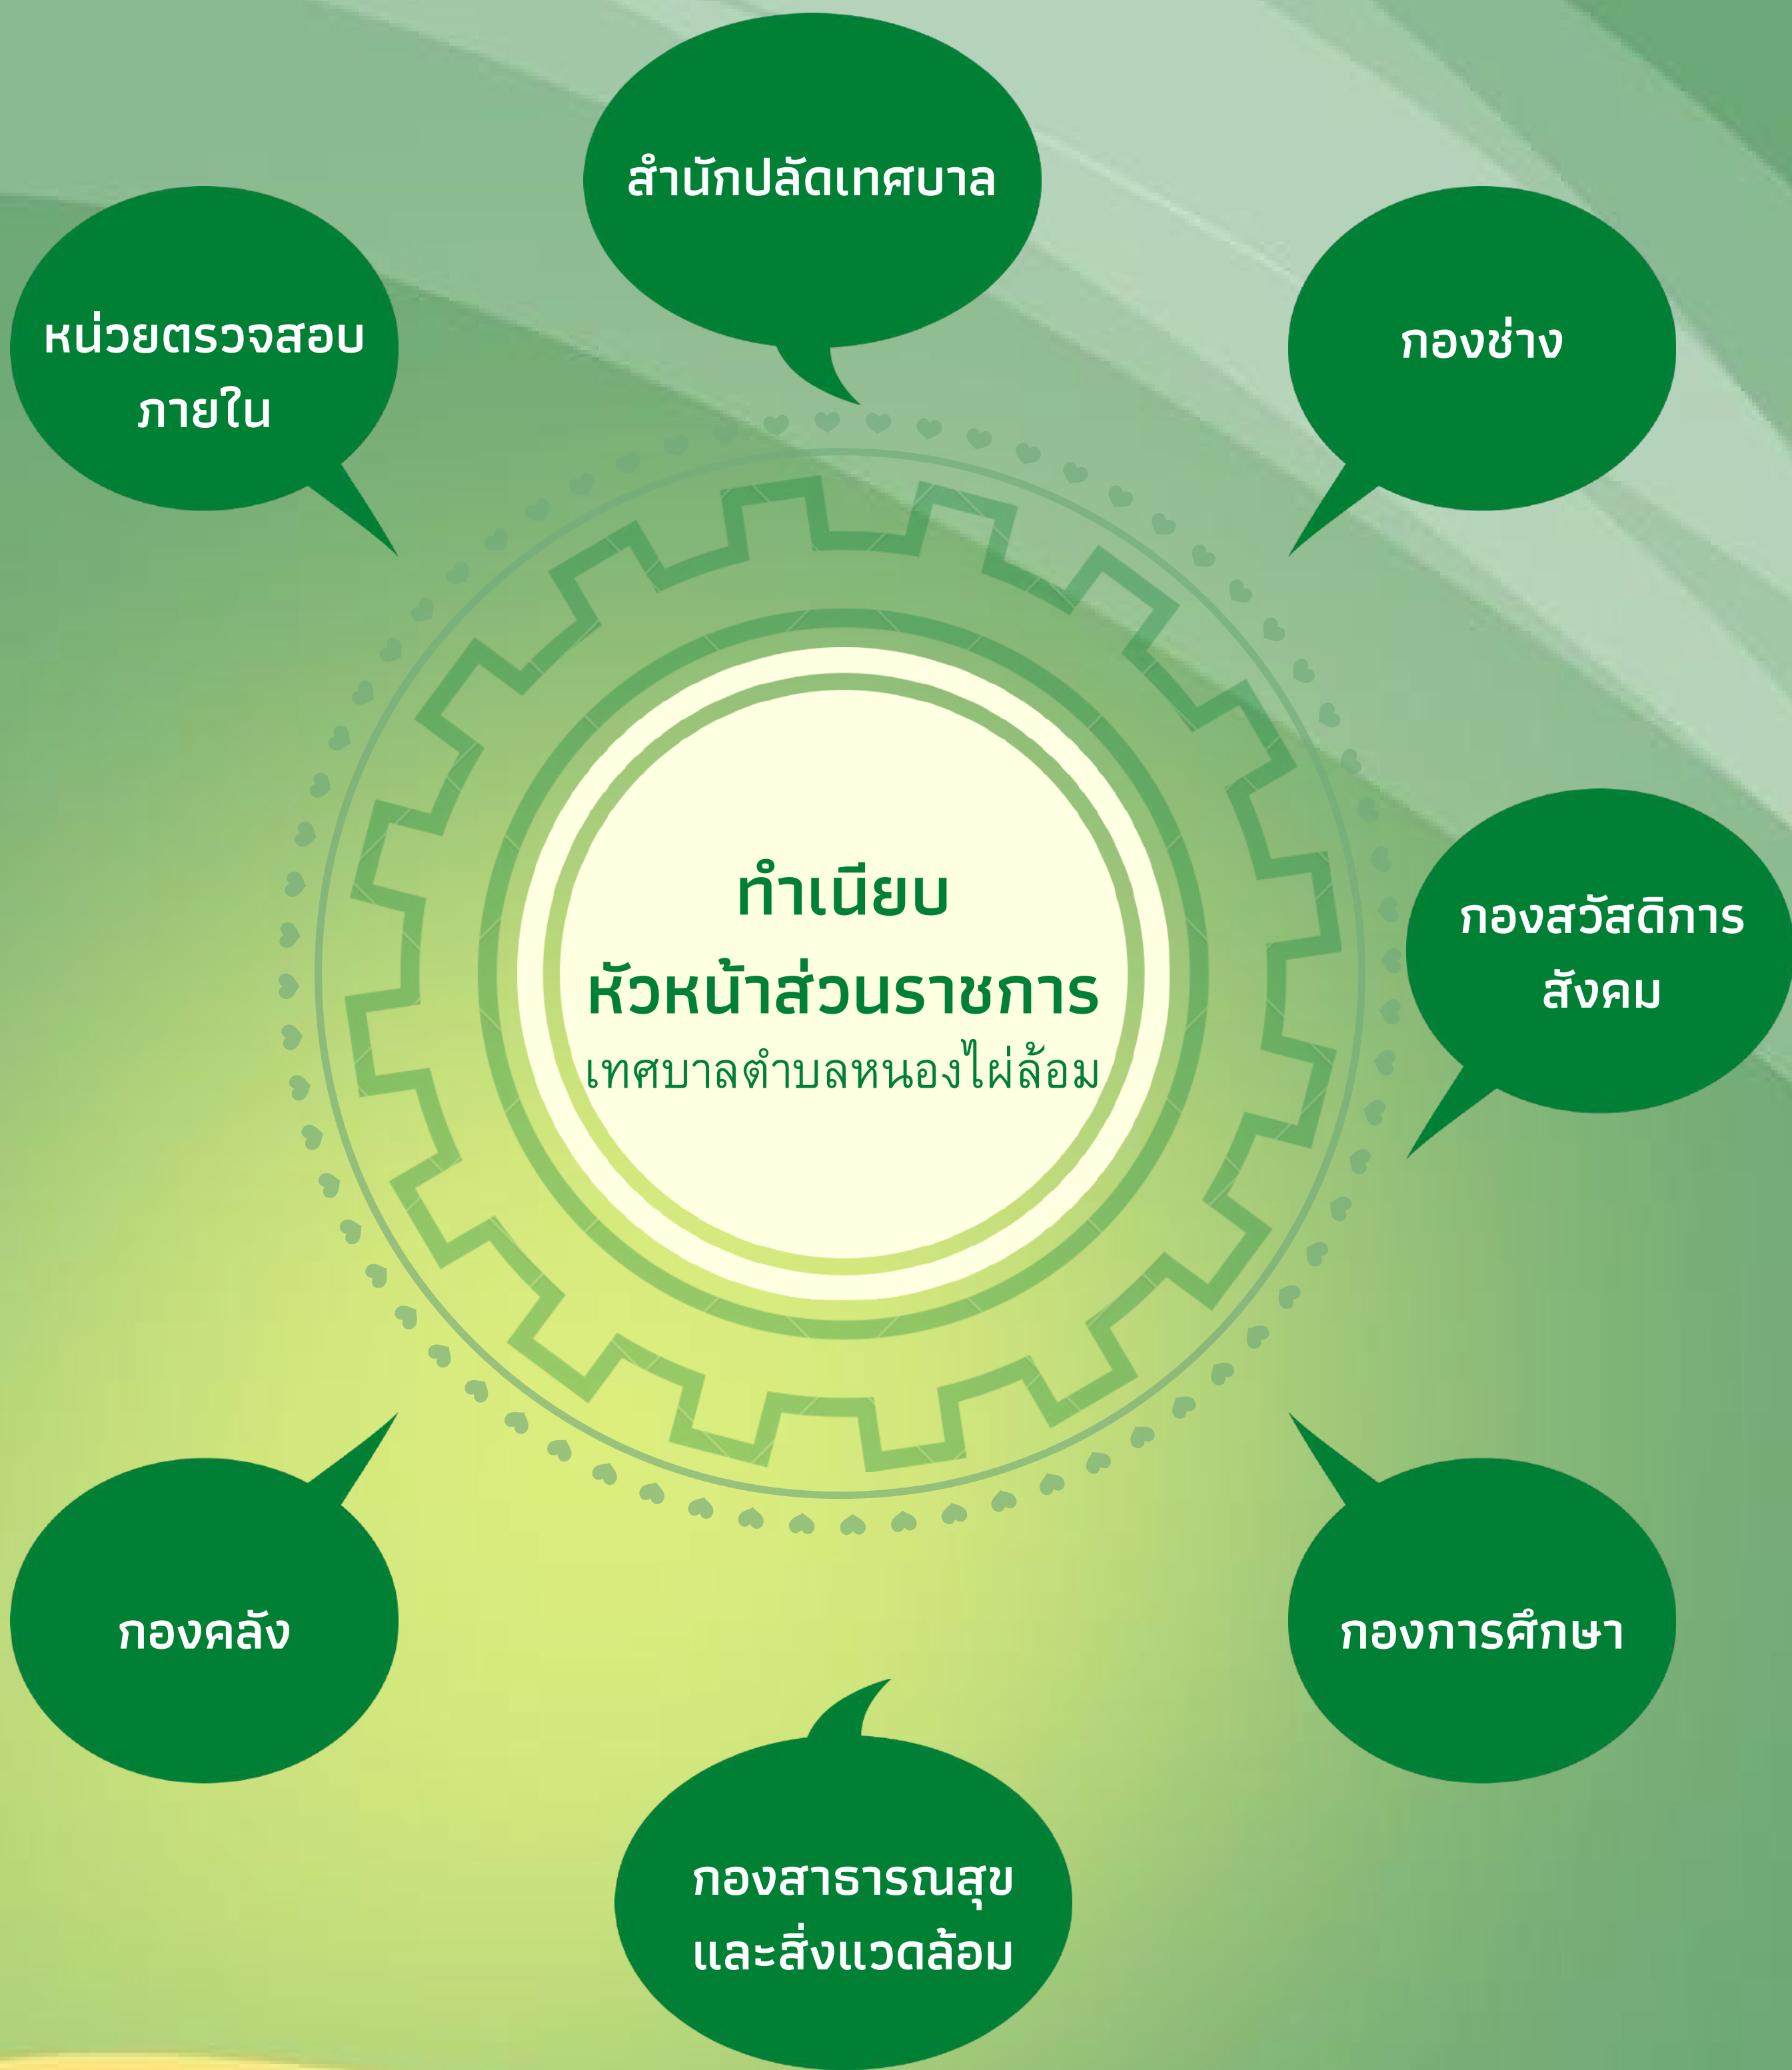 สำนักปลัดเทศบาล
หน่วยตรวจสอบ
ภายใน
กองช่าง
ทำเนียบ
หัวหน้าส่วนราชการ
เทศบาลตำบลหนองไผ่ล้อม
กองสวัสดิการ
สังคม
กองคลัง
กองการศึกษา
กองสาธารณสุข
และสิ่งแวดล้อม